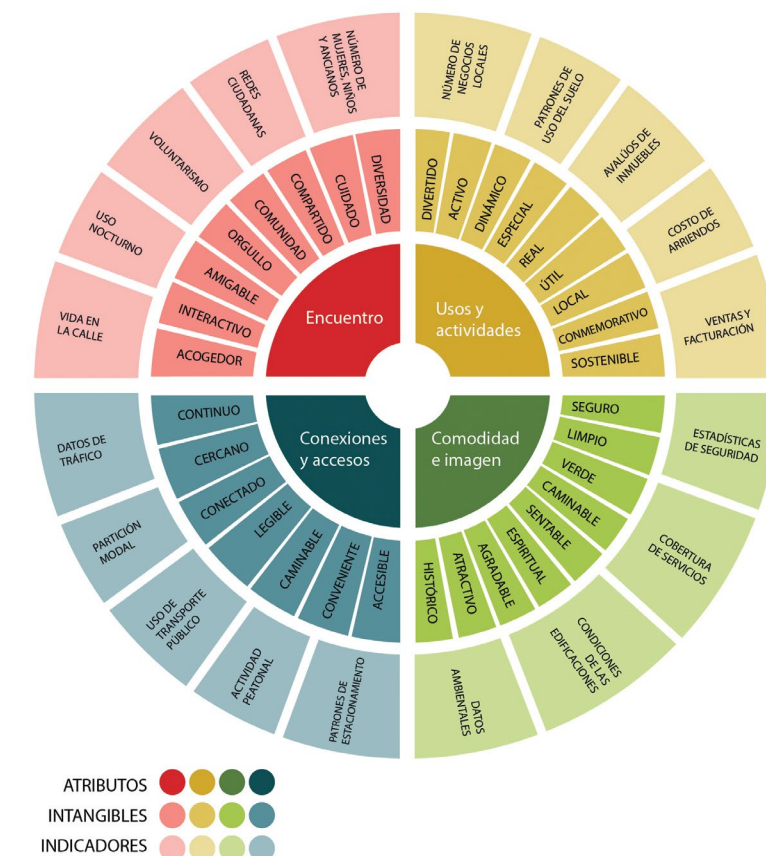 NÚMERO DE
MUJERES, NIÑOS
Y ANCIANOS
REDES
CIUDADANAS
VOLUNTARISMO
USO
NOCTURNO
VIDA EN
LA CALLE
DIVERSIDAD
CUIDADO
COMPARTIDO
COMUNIDAD
ORGULLO
AMIGABLE
INTERACTIVO
ACOGEDOR
Encuentro
NÚMERO DE
NEGOCIOS
LOCALES
PATRONES DE
USO DEL SUELO
AVALÚOS DE
INMUEBLES
COSTO DE
ARRIENDOS
VENTAS Y
FACTURACIÓN
DIVERTIDO
ACTIVO
DINÁMICO
ESPECIAL
REAL
ÚTIL
LOCAL
CONMEMORATIVO
SOSTENIBLE
Usos y
actividades
Conexiones
y accesos
CONTINUO
CERCANO
CONECTADO
LEGIBLE
CAMINABLE
CONVENIENTE
ACCESIBLE
DATOS DE
TRÁFICO
PARTICIÓN
MODAL
USO DE
TRANSPORTE
PÚBLICO
ACTIVIDAD
PEATONAL
PATRONES DE
ESTACIONAMIENTO
Comodidad
e imagen
SEGURO
LIMPIO
VERDE
CAMINABLE
SENTABLE
ESPIRITUAL
AGRADABLE
ATRACTIVO
HISTÓRICO
ESTADÍSTICAS
DE SEGURIDAD
COBERTURA
DE SERVICIOS
CONDICIONES
DE LAS
EDIFICACIONES
DATOS
AMBIENTALES
ATRIBUTOS
INTANGIBLES
INDICADORES